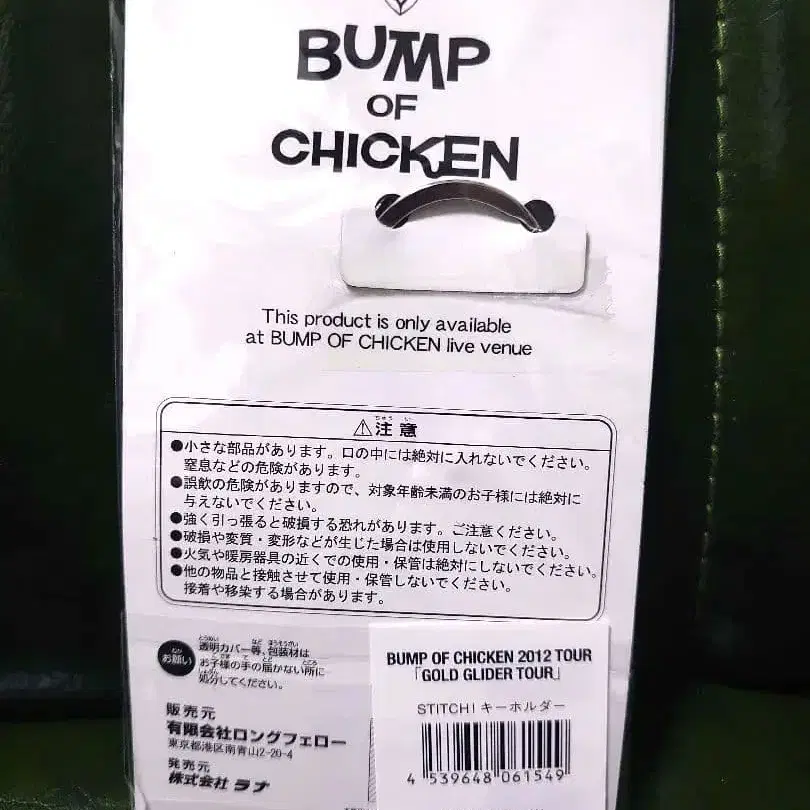 BUMP
OF
CHICKEN
This product is only available
at BUMP OF CHICKEN live venue
ちゅうい
⚠注意
●小さな部品があります。口の中には絶対に入れないでください。
窒息などの危険があります。
●誤飲の危険がありますので、対象年齢未満のお子様には絶対に
与えないでください。
●強く引っ張ると破損する恐れがあります。ご注意ください。
●破損や変質・変形などが生じた場合は使用しないでください。
●火気や暖房器具の近くでの使用・保管は絶対にしないでください。
●他の物品と接触させて使用・保管しないでください。
接着や移染する場合があります。
お願い
透明カバー等、包装材は
お子様の手の届かない所に
処分してください。
販売元
有限会社ロングフェロー
東京都港区南青山2-20-4
発売元
株式会社 ラナ
BUMP OF CHICKEN 2012 TOUR
「GOLD GLIDER TOUR」
STITCH! キーホルダー
4 539648 061549